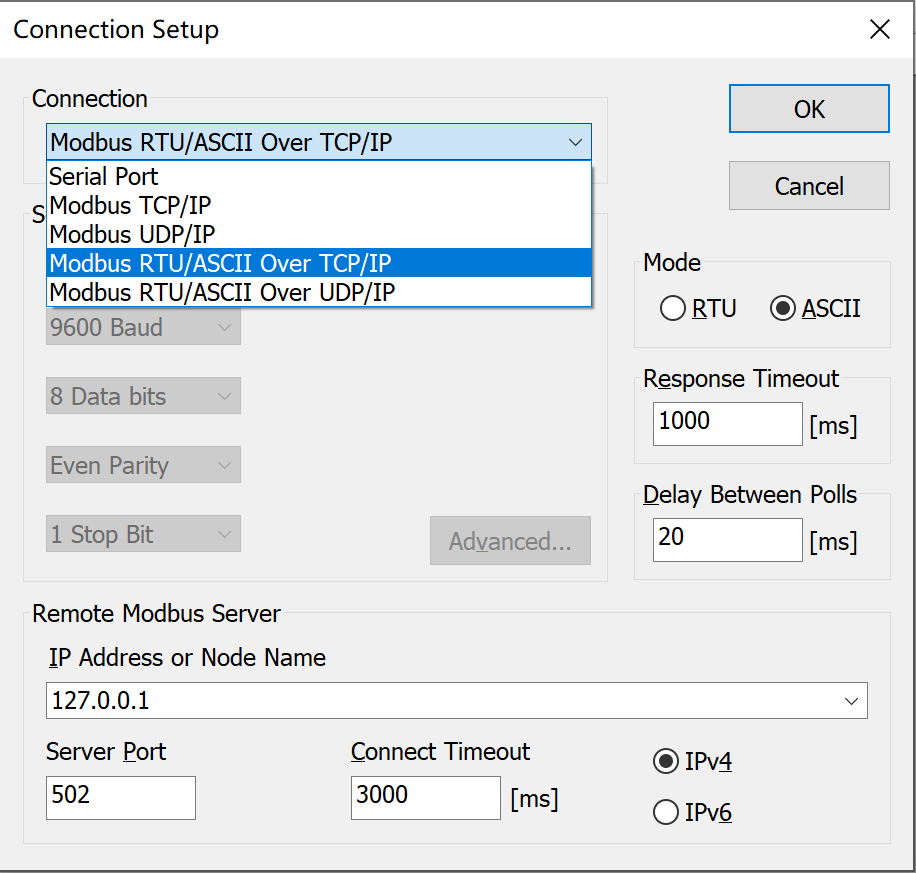 Connection Setup
Connection
Modbus RTU/ASCII Over TCP/IP
Serial Port
Modbus TCP/IP
Modbus UDP/IP
Modbus RTU/ASCII Over TCP/IP
Modbus RTU/ASCII Over UDP/IP
S
9600 Baud
8 Data bits
Even Parity
1 Stop Bit
Advanced...
OK
Cancel
Mode
RTU
ASCII
Response Timeout
1000 [ms]
Delay Between Polls
20 [ms]
Remote Modbus Server
IP Address or Node Name
127.0.0.1
Server Port
502
Connect Timeout
3000 [ms]
IPv4
IPv6